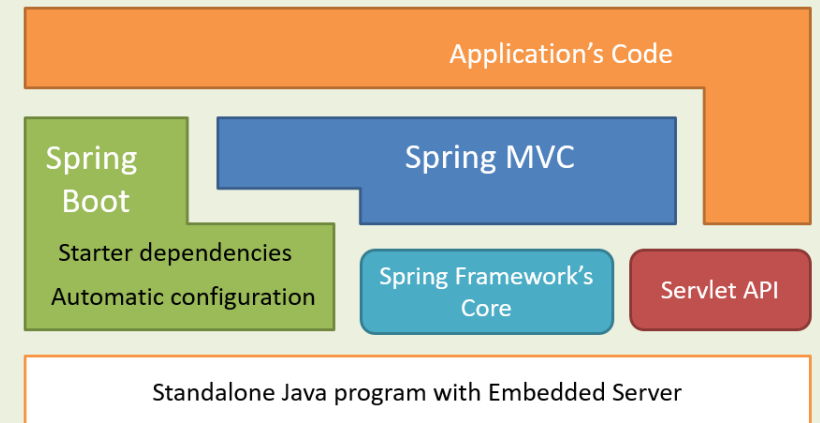 Application’s Code
Spring
Boot
Spring MVC
Starter dependencies
Automatic configuration
Spring Framework’s
Core
Servlet API
Standalone Java program with Embedded Server